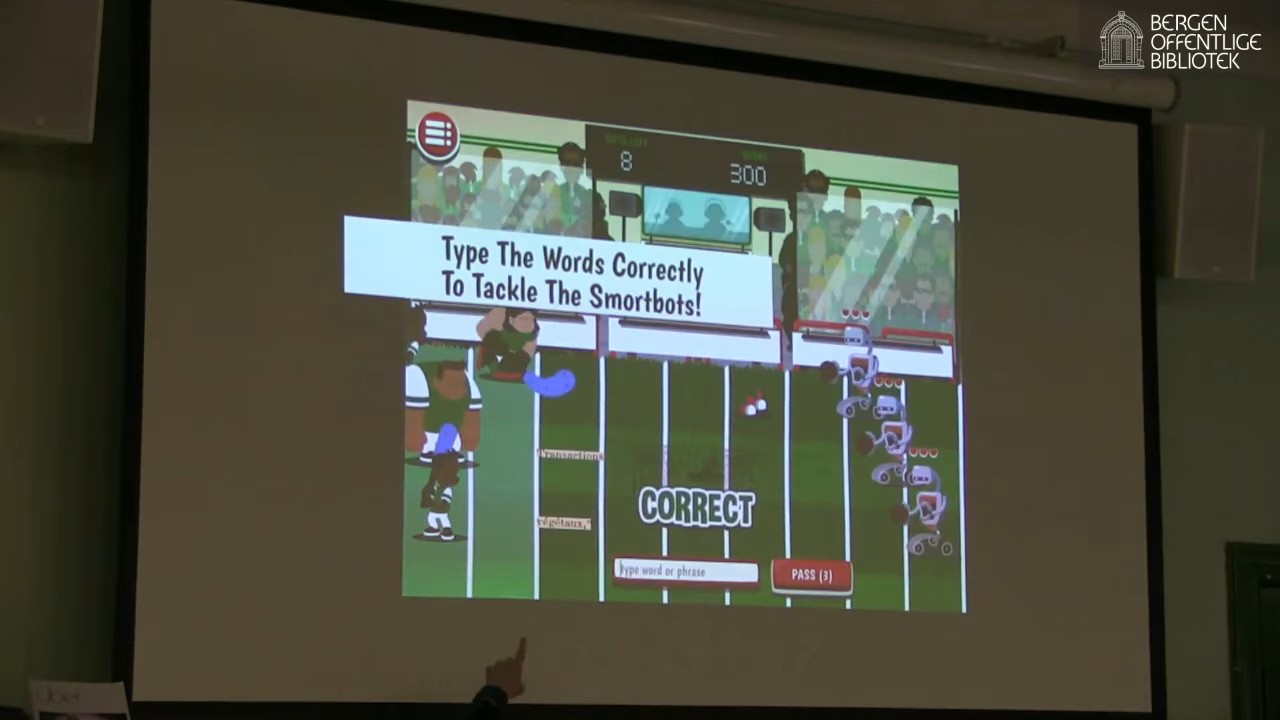 BERGEN
OFFENTLIGE
BIBLIOTEK
8
300
Type The Words Correctly
To Tackle The Smortbots!
Transactions
végétaux,"
CORRECT
type word or phrase
PASS (3)